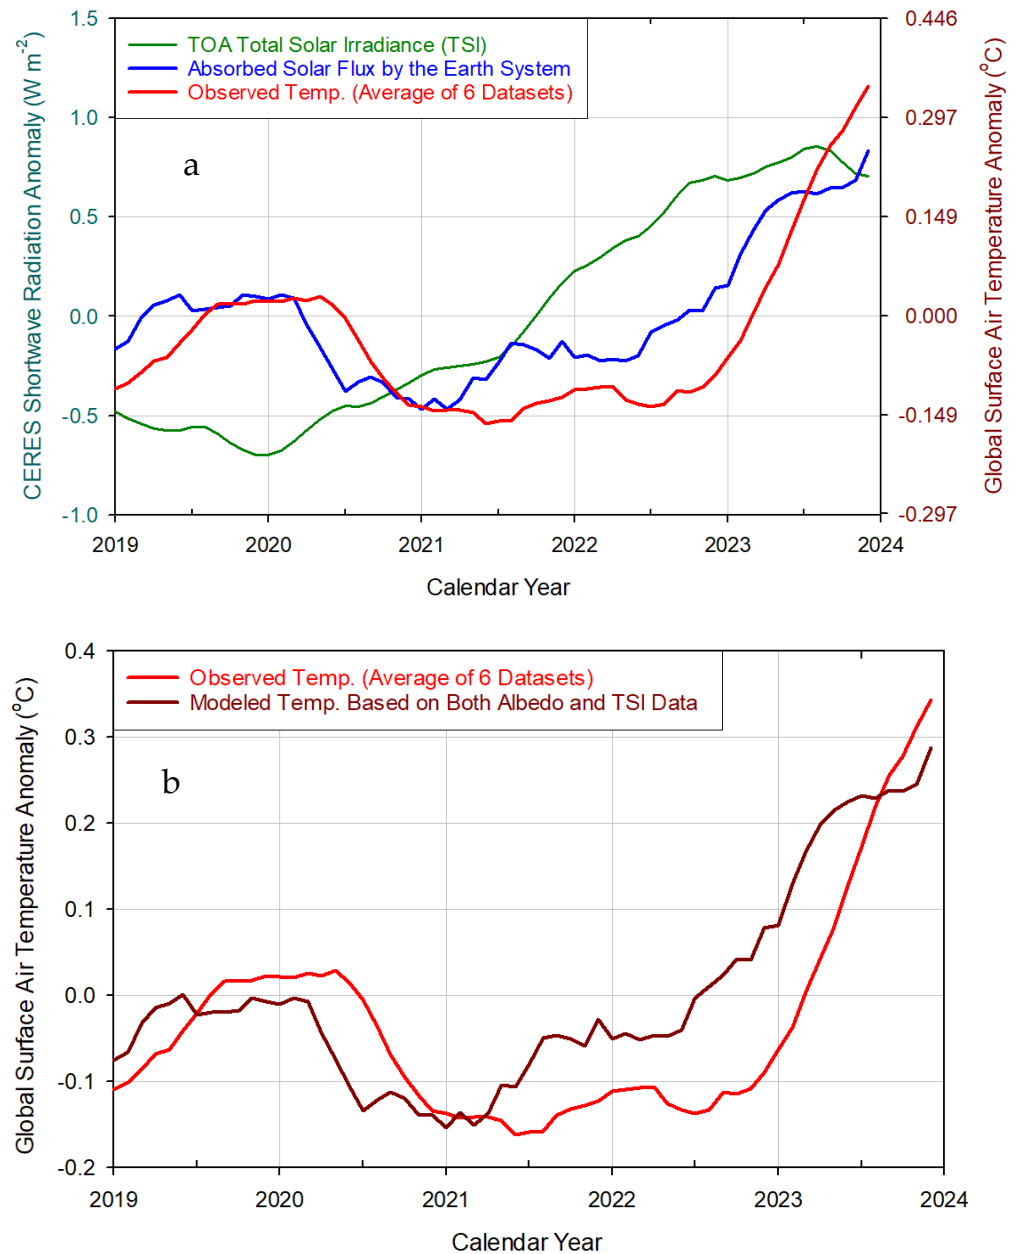 1.5
1.0
0.5
0.0
-0.5
-1.0
CERES Shortwave Radiation Anomaly (W m-2)
TOA Total Solar Irradiance (TSI)
Absorbed Solar Flux by the Earth System
Observed Temp. (Average of 6 Datasets)
a
0.446
0.297
0.149
0.000
-0.149
-0.297
Global Surface Air Temperature Anomaly (oC)
2019 2020 2021 2022 2023 2024
Calendar Year
0.4
0.3
0.2
0.1
0.0
-0.1
-0.2
Global Surface Air Temperature Anomaly (oC)
Observed Temp. (Average of 6 Datasets)
Modeled Temp. Based on Both Albedo and TSI Data
b
2019 2020 2021 2022 2023 2024
Calendar Year